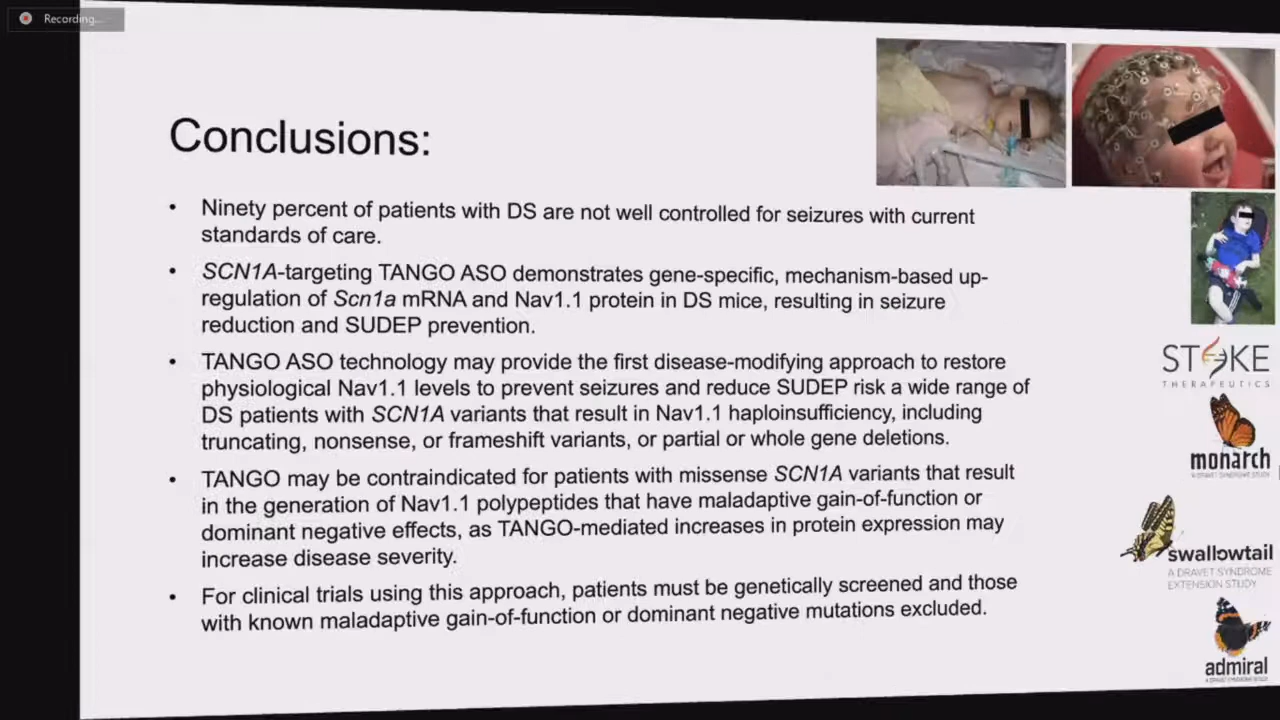 Recording...
Conclusions:
• Ninety percent of patients with DS are not well controlled for seizures with current
standards of care.
• SCN1A-targeting TANGO ASO demonstrates gene-specific, mechanism-based up-
regulation of Scn1a mRNA and Nav1.1 protein in DS mice, resulting in seizure
reduction and SUDEP prevention.
• TANGO ASO technology may provide the first disease-modifying approach to restore
physiological Nav1.1 levels to prevent seizures and reduce SUDEP risk a wide range of
DS patients with SCN1A variants that result in Nav1.1 haploinsufficiency, including
truncating, nonsense, or frameshift variants, or partial or whole gene deletions.
• TANGO may be contraindicated for patients with missense SCN1A variants that result
in the generation of Nav1.1 polypeptides that have maladaptive gain-of-function or
dominant negative effects, as TANGO-mediated increases in protein expression may
increase disease severity.
• For clinical trials using this approach, patients must be genetically screened and those
with known maladaptive gain-of-function or dominant negative mutations excluded.
STOKE
THERAPEUTICS
monarch
A DRAVET SYNDROME STUDY
swallowtail
A DRAVET SYNDROME
EXTENSION STUDY
admiral
A DRAVET SYNDROME STUDY